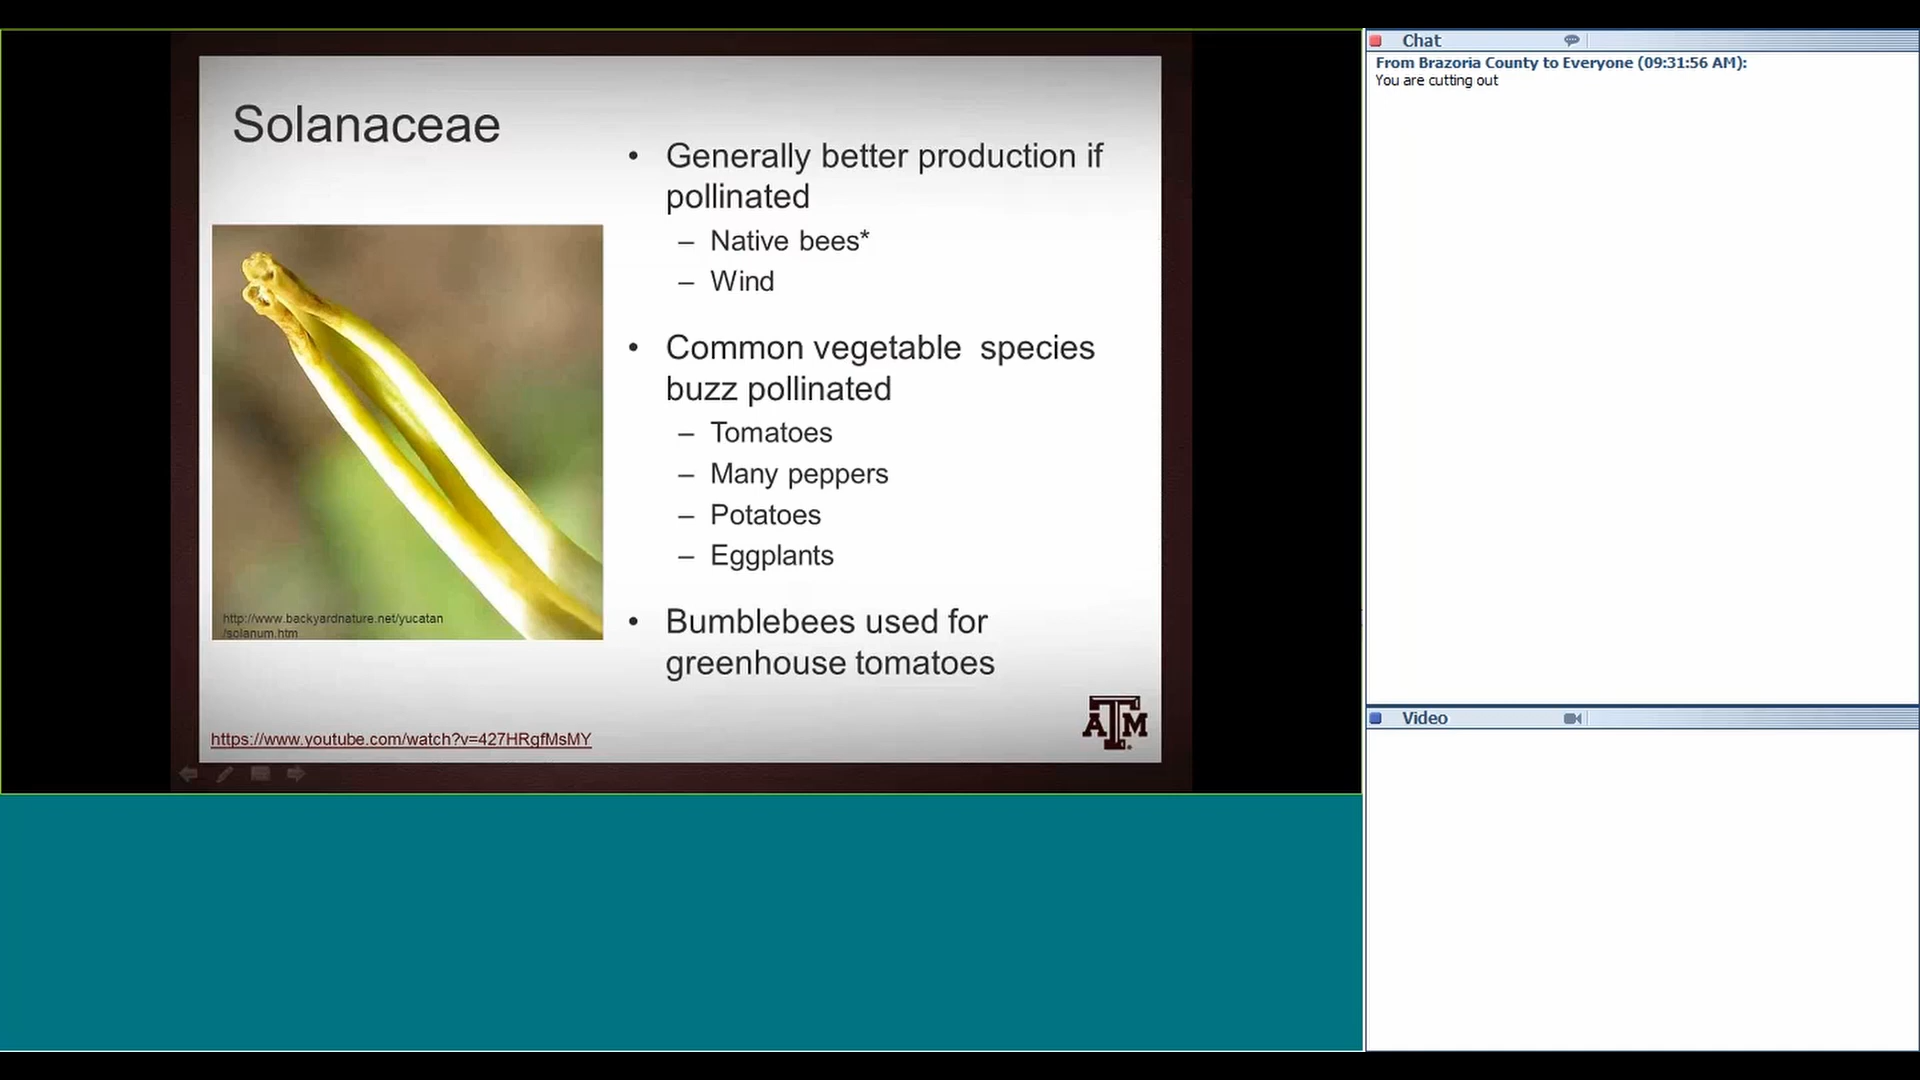 Solanaceae
• Generally better production if
pollinated
– Native bees*
– Wind
• Common vegetable species
buzz pollinated
– Tomatoes
– Many peppers
– Potatoes
– Eggplants
• Bumblebees used for
greenhouse tomatoes
http://www.backyardnature.net/yucatan
/solanum.htm
https://www.youtube.com/watch?v=427HRgfMsMY
ATM
Chat
From Brazoria County to Everyone (09:31:56 AM):
You are cutting out
Video